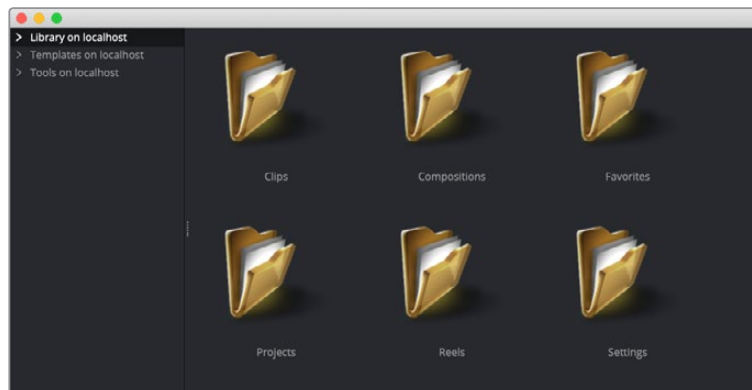 > Library on localhost
> Templates on localhost
> Tools on localhost
Clips Compositions Favorites
Projects Reels Settings